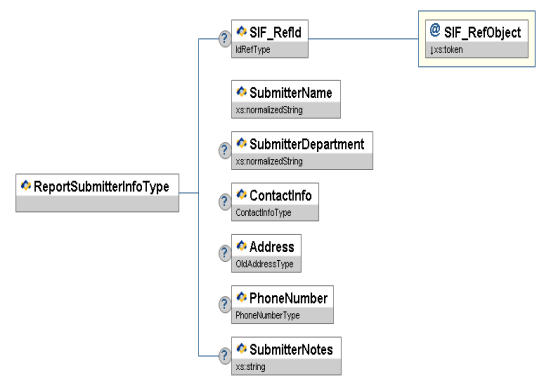 SIF_RefId
IdRefType
@ SIF_RefObject
↓xs:token
SubmitterName
xs:normalizedString
? SubmitterDepartment
xs:normalizedString
ReportSubmitterInfoType
? ContactInfo
ContactInfoType
? Address
OldAddressType
? PhoneNumber
PhoneNumberType
? SubmitterNotes
xs:string